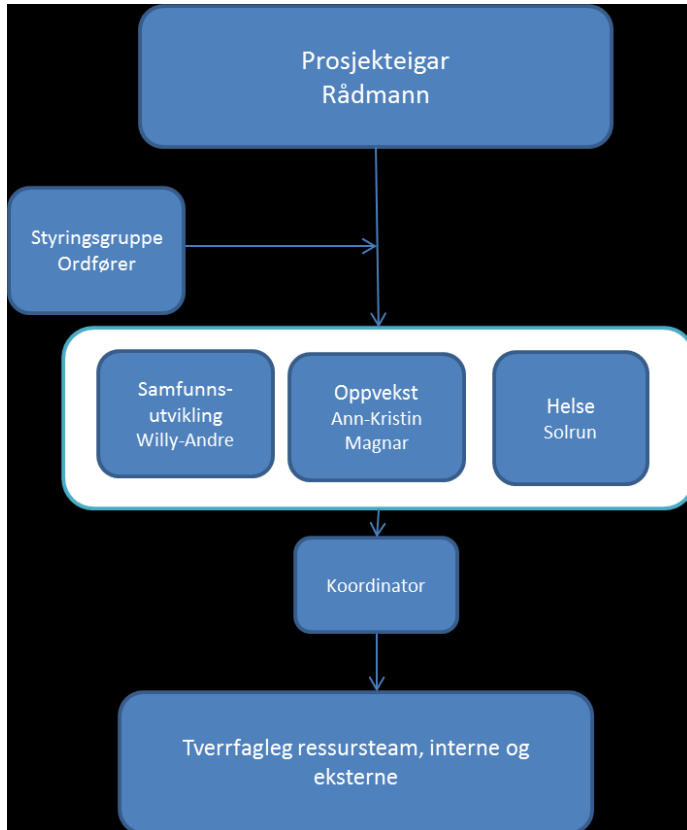 Prosjekteigar
Rådmann
Styringsgruppe
Ordfører
Samfunns-
utvikling
Willy-Andre
Oppvekst
Ann-Kristin
Magnar
Helse
Solrun
Koordinator
Tverrfagleg ressursteam, interne og
eksterne